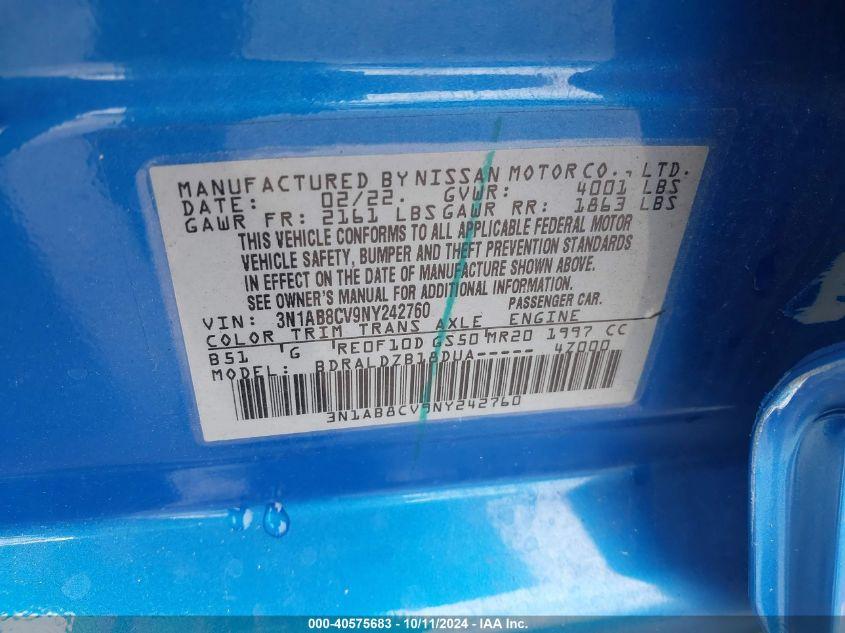 MANUFACTURED BY NISSAN MOTOR CO., LTD.
DATE: 02/22. GVWR: 4001 LBS
GAWR FR: 2161 LBS GAWR RR: 1863 LBS
THIS VEHICLE CONFORMS TO ALL APPLICABLE FEDERAL MOTOR
VEHICLE SAFETY, BUMPER AND THEFT PREVENTION STANDARDS
IN EFFECT ON THE DATE OF MANUFACTURE SHOWN ABOVE.
SEE OWNER'S MANUAL FOR ADDITIONAL INFORMATION.
VIN: 3N1AB8CV9NY242760 PASSENGER CAR.
COLOR TRIM TRANS AXLE ENGINE
B51 G RE0F10D GS50 MR20 1997 CC
MODEL: BDRALDZB18DUA----- 47000
3N1AB8CV9NY242760
000-40575683 - 10/11/2024 - IAA Inc.